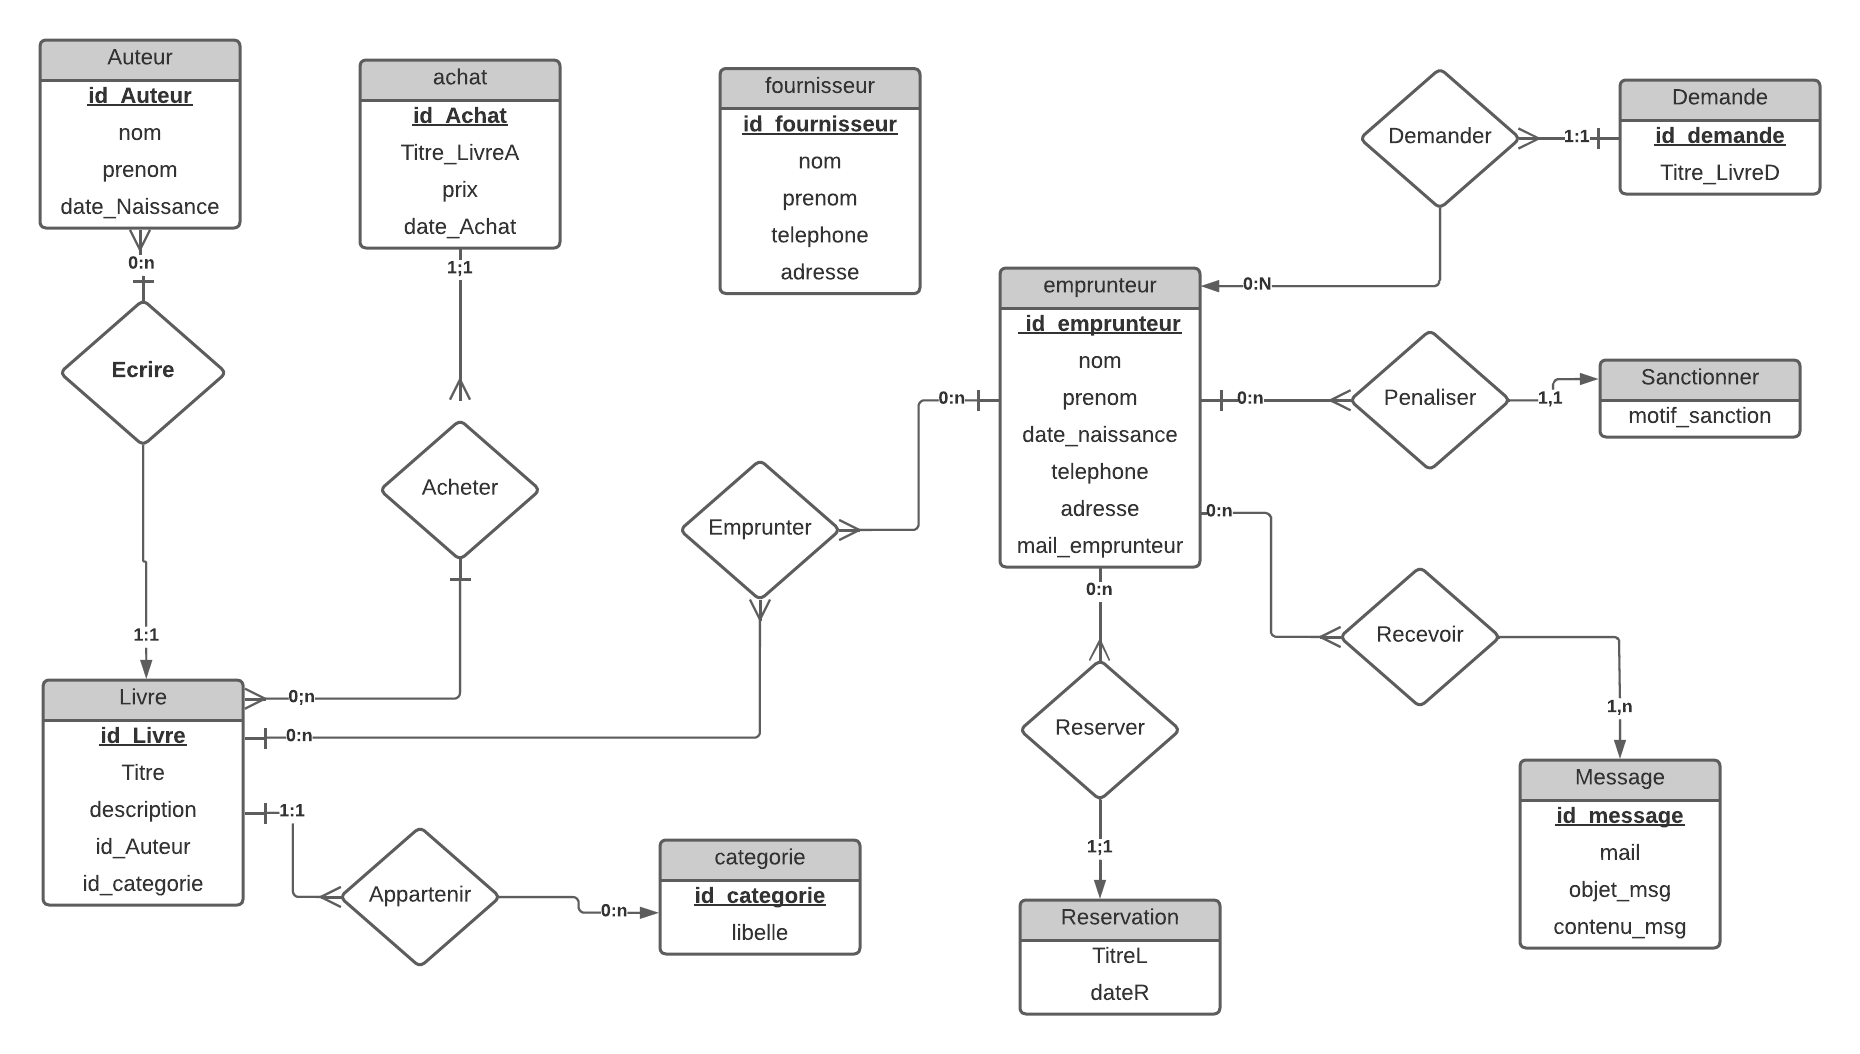 Auteur
id_Auteur
nom
prenom
date_Naissance
0:n
Ecrire
1:1
achat
id_Achat
Titre_LivreA
prix
date_Achat
1;1
Acheter
0;n
fournisseur
id_fournisseur
nom
prenom
telephone
adresse
Demander
1:1
Demande
id_demande
Titre_LivreD
0:N
emprunteur
id_emprunteur
nom
prenom
date_naissance
telephone
adresse
mail_emprunteur
0:n
Penaliser
1,1
Sanctionner
motif_sanction
0:n
Emprunter
0:n
0:n
Recevoir
1,n
Message
id_message
mail
objet_msg
contenu_msg
0:n
Reserver
1;1
Reservation
TitreL
dateR
Livre
id_Livre
Titre
description
id_Auteur
id_categorie
1:1
Appartenir
0:n
categorie
id_categorie
libelle